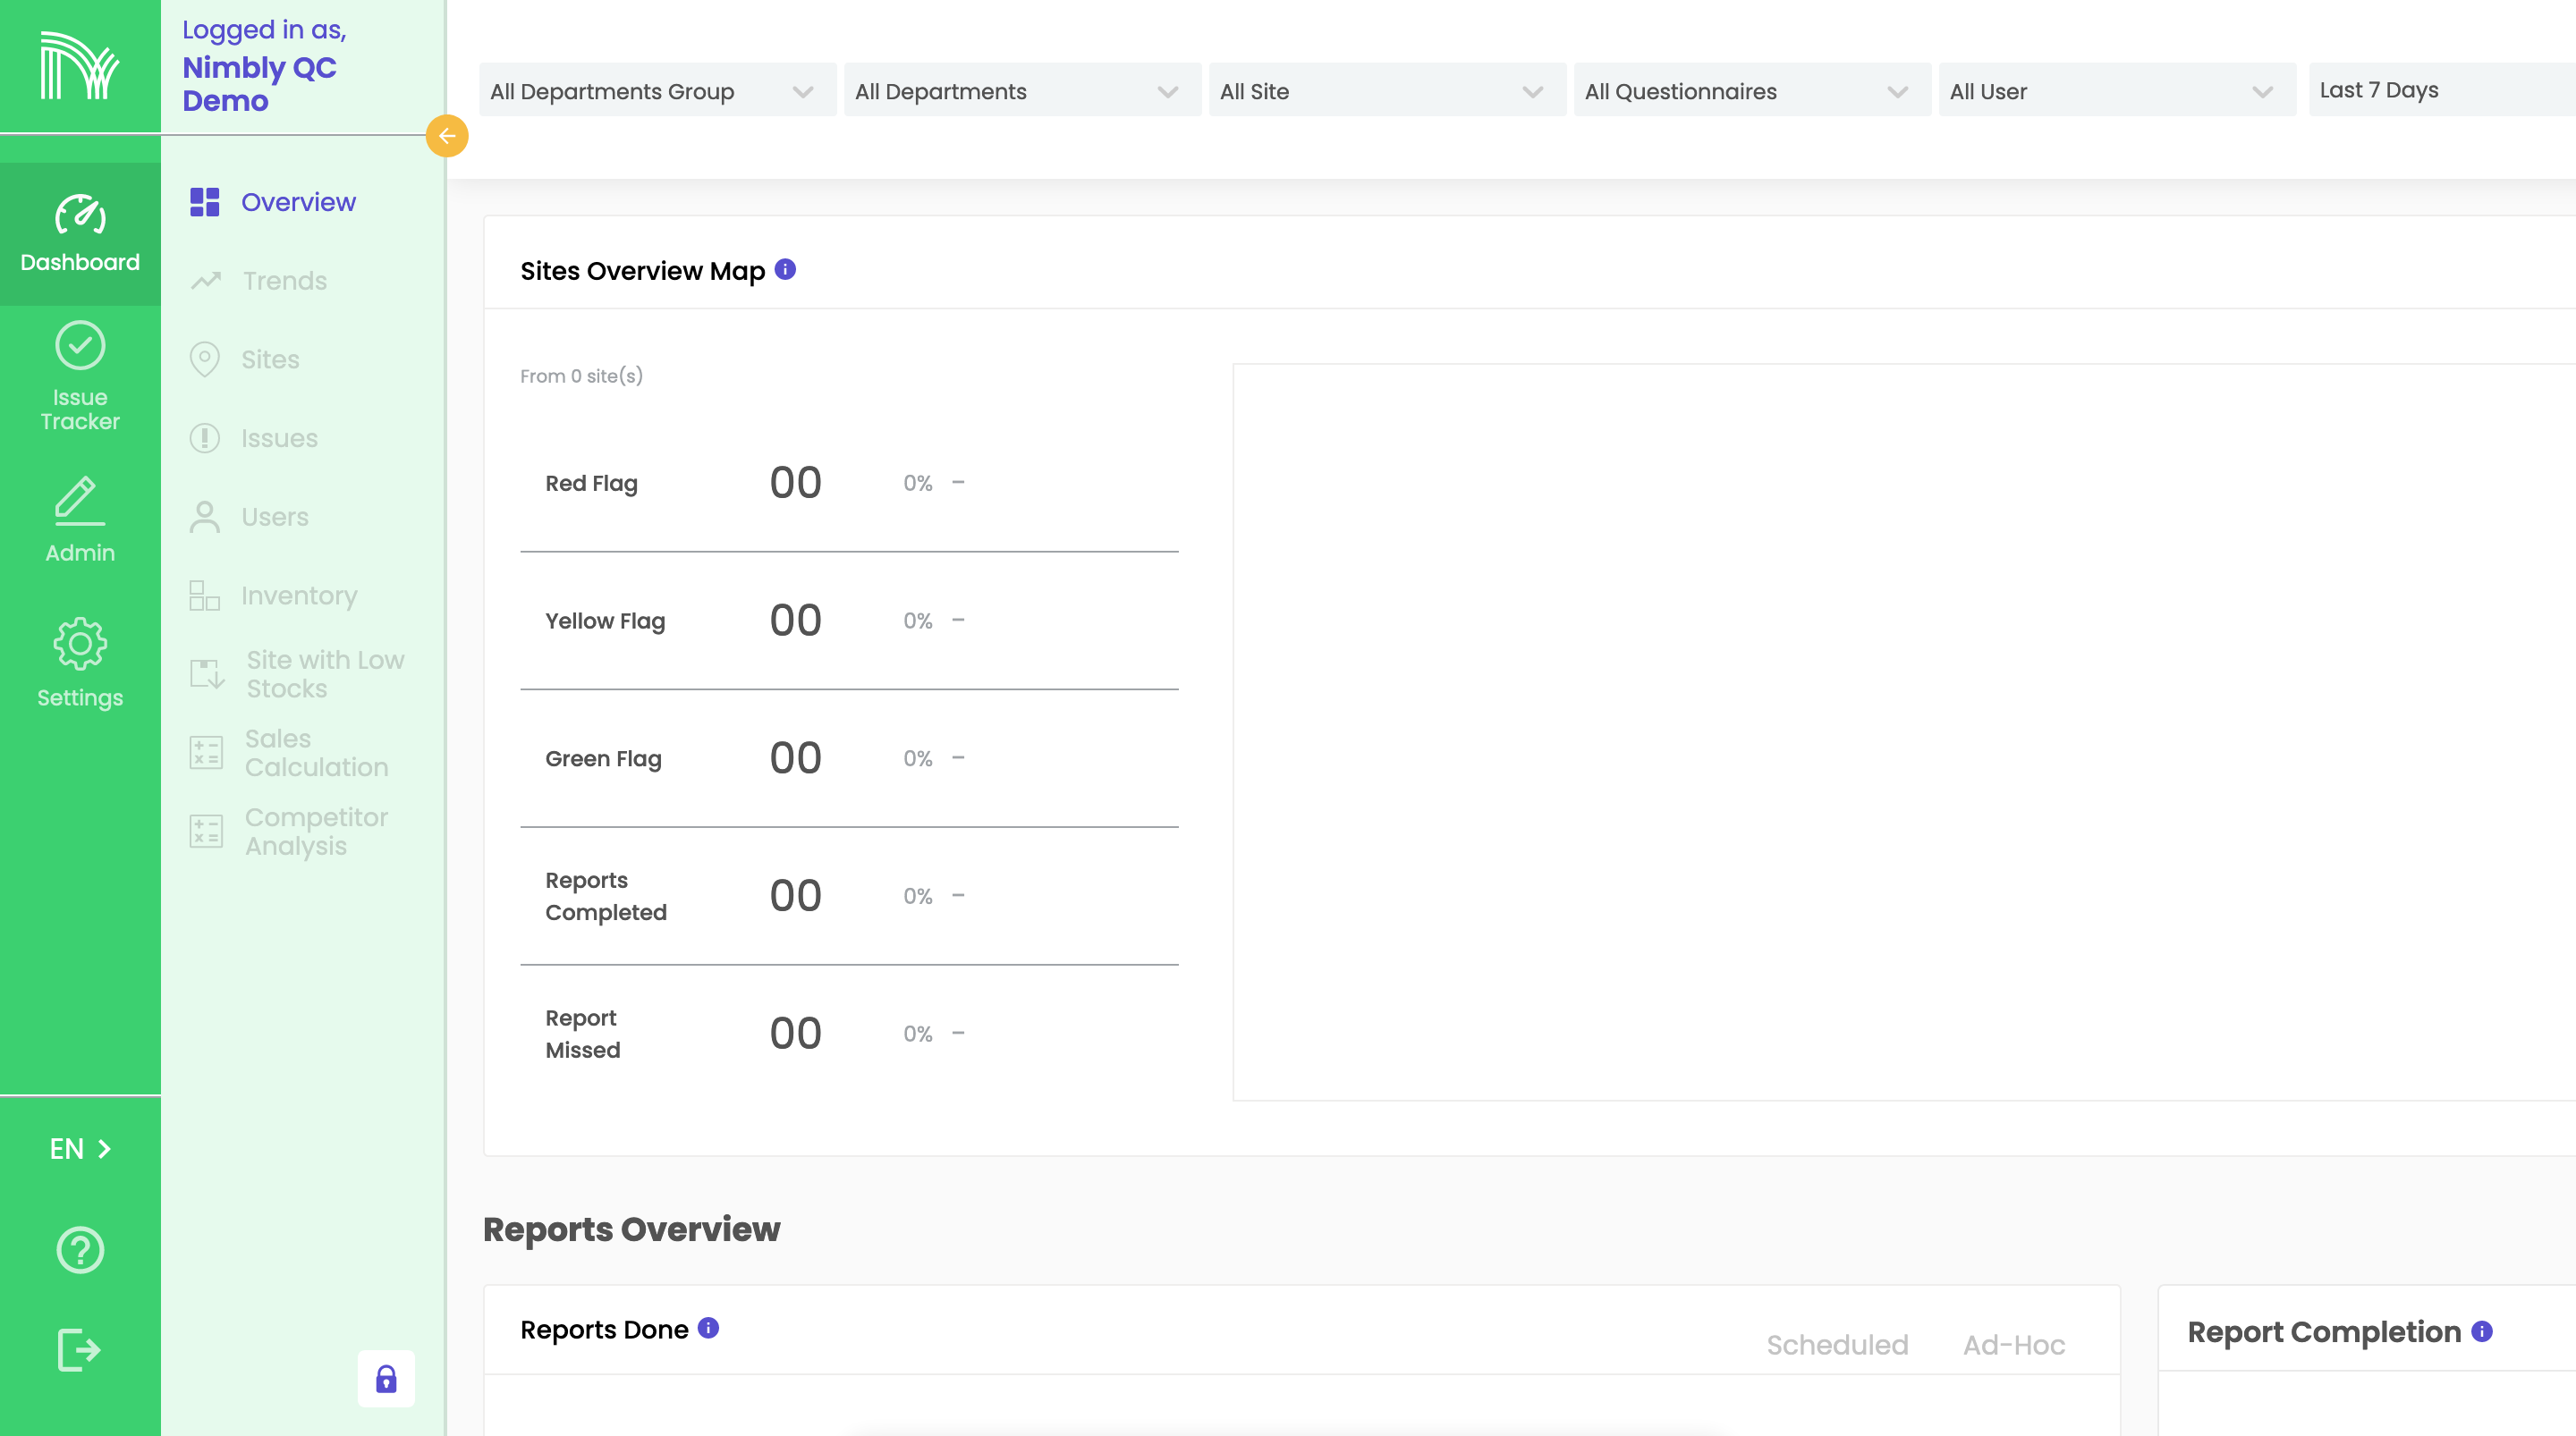 Logged in as,
Nimbly QC
Demo
Dashboard
Issue
Tracker
Admin
Settings
EN
Overview
Trends
Sites
Issues
Users
Inventory
Site with Low
Stocks
Sales
Calculation
Competitor
Analysis
All Departments Group
All Departments
All Site
All Questionnaires
All User
Last 7 Days
Sites Overview Map
From 0 site(s)
Red Flag 00 0% -
Yellow Flag 00 0% -
Green Flag 00 0% -
Reports
Completed 00 0% -
Report
Missed 00 0% -
Reports Overview
Reports Done
Scheduled Ad-Hoc
Report Completion